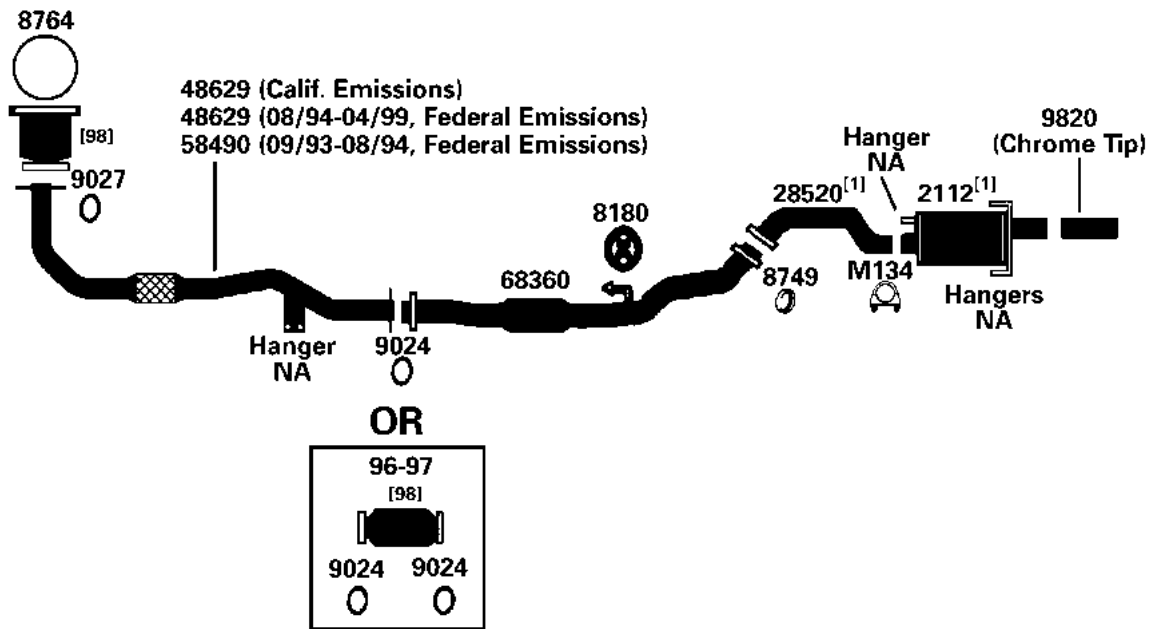 8764
48629 (Calif. Emissions)
48629 (08/94-04/99, Federal Emissions)
58490 (09/93-08/94, Federal Emissions)
[98]
9027
Hanger
NA
9820
(Chrome Tip)
28520[1]
2112[1]
8180
68360
8749
M134
Hangers
NA
Hanger
NA
9024
OR
96-97
[98]
9024
9024